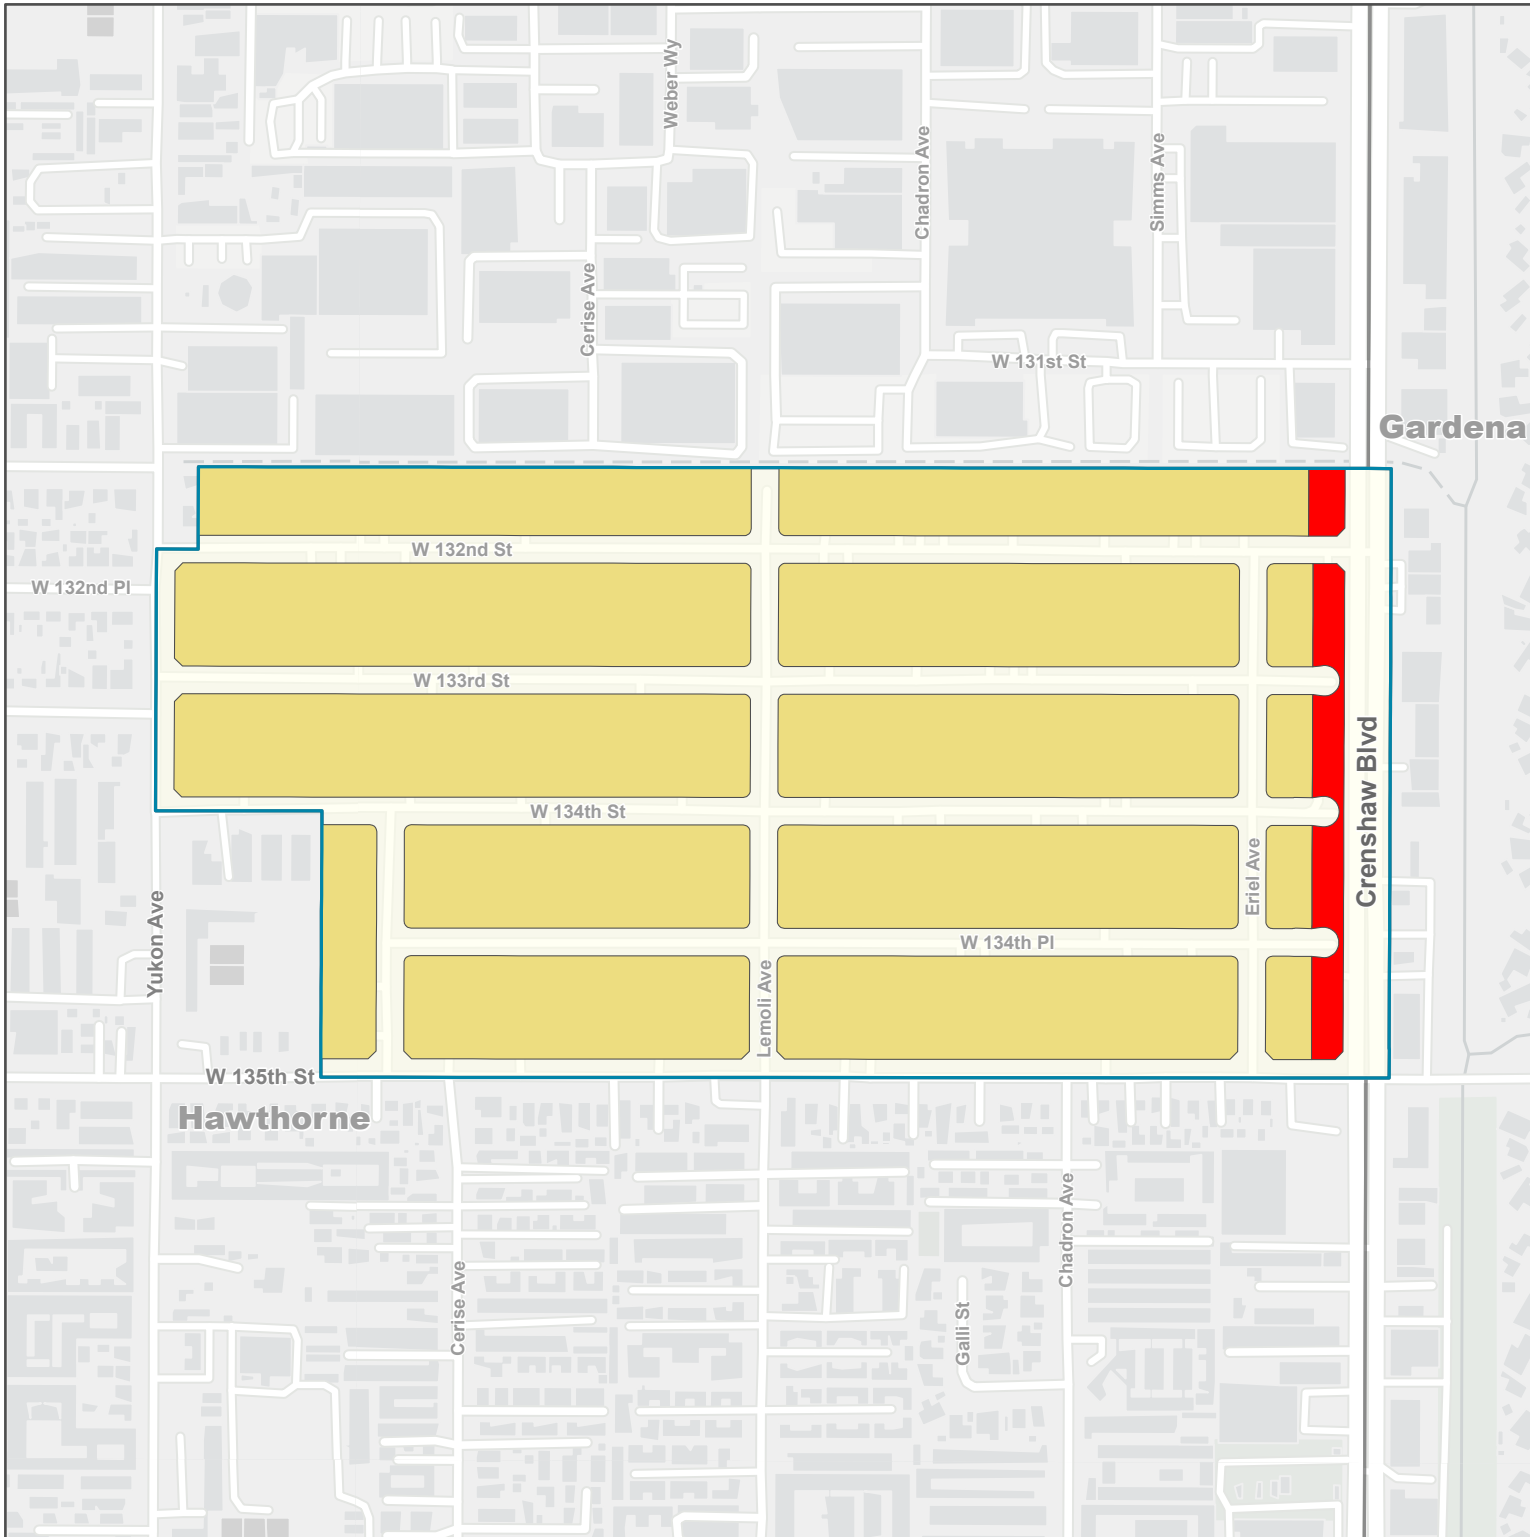 Weber Wy
Chadron Ave
Simms Ave
Cerise Ave
W 131st St
Gardena
W 132nd St
W 132nd Pl
W 133rd St
W 134th St
Crenshaw Blvd
Eriel Ave
Yukon Ave
W 134th Pl
Lemoli Ave
W 135th St
Hawthorne
Chadron Ave
Cerise Ave
Galli St